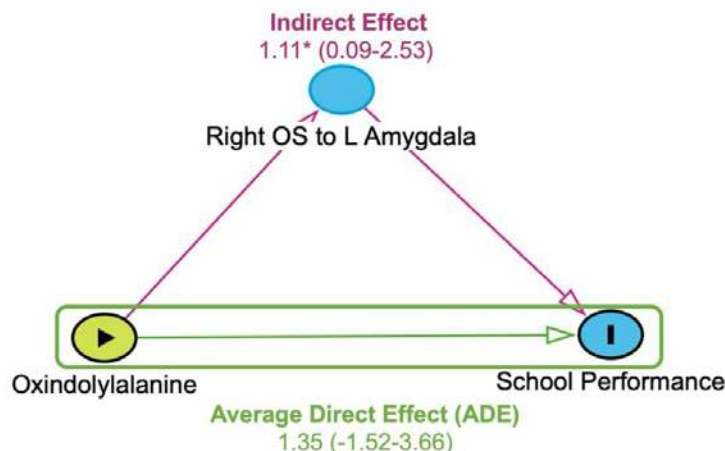 Indirect Effect
1.11* (0.09-2.53)
Right OS to L Amygdala
Oxindolylalanine
School Performance
Average Direct Effect (ADE)
1.35 (-1.52-3.66)